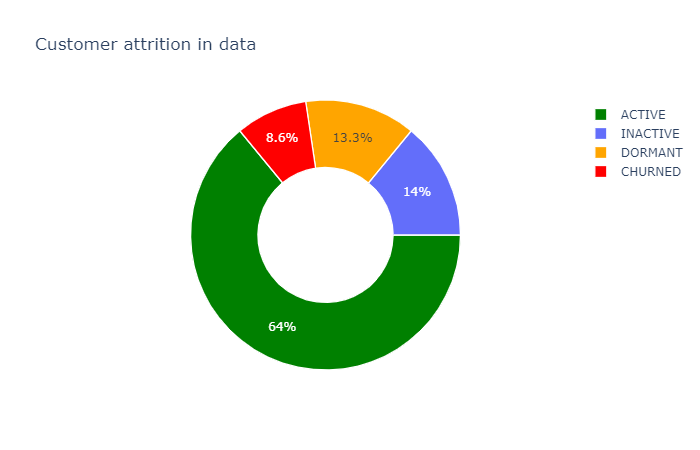 Customer attrition in data
ACTIVE
INACTIVE
DORMANT
CHURNED
8.6%
13.3%
14%
64%